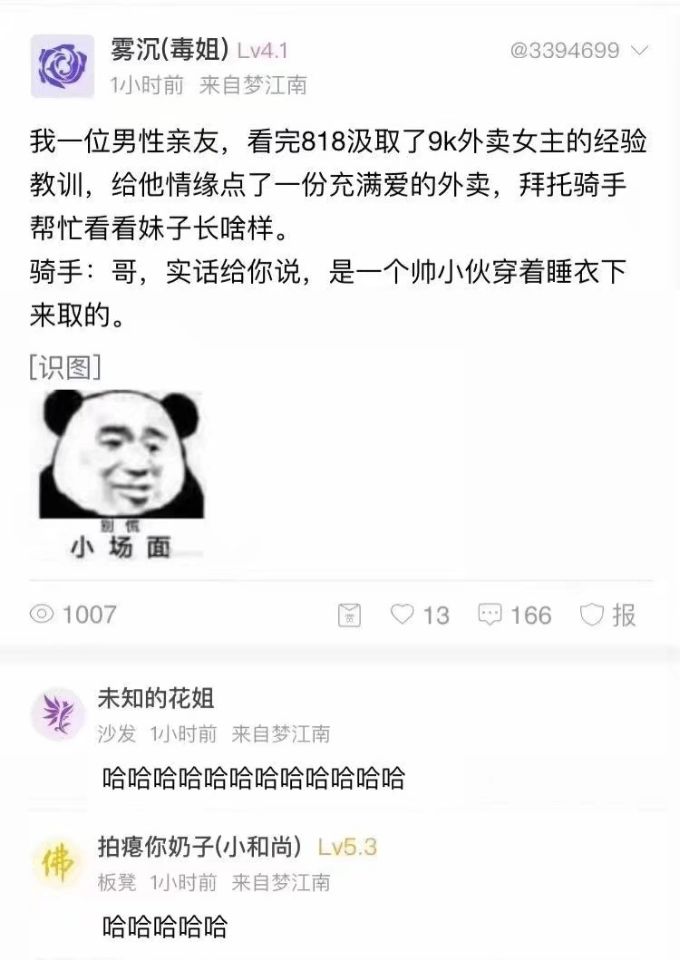 雾沉(毒姐) Lv4.1
@3394699
1小时前 来自梦江南
我一位男性亲友，看完818汲取了9k外卖女主的经验
教训，给他情缘点了一份充满爱的外卖，拜托骑手
帮忙看看妹子长啥样。
骑手：哥，实话给你说，是一个帅小伙穿着睡衣下
来取的。
[识图]
别慌
小场面
1007
13
166
报
未知的花姐
沙发 1小时前 来自梦江南
哈哈哈哈哈哈哈哈哈哈哈哈
佛
拍瘪你奶子(小和尚) Lv5.3
板凳 1小时前 来自梦江南
哈哈哈哈哈